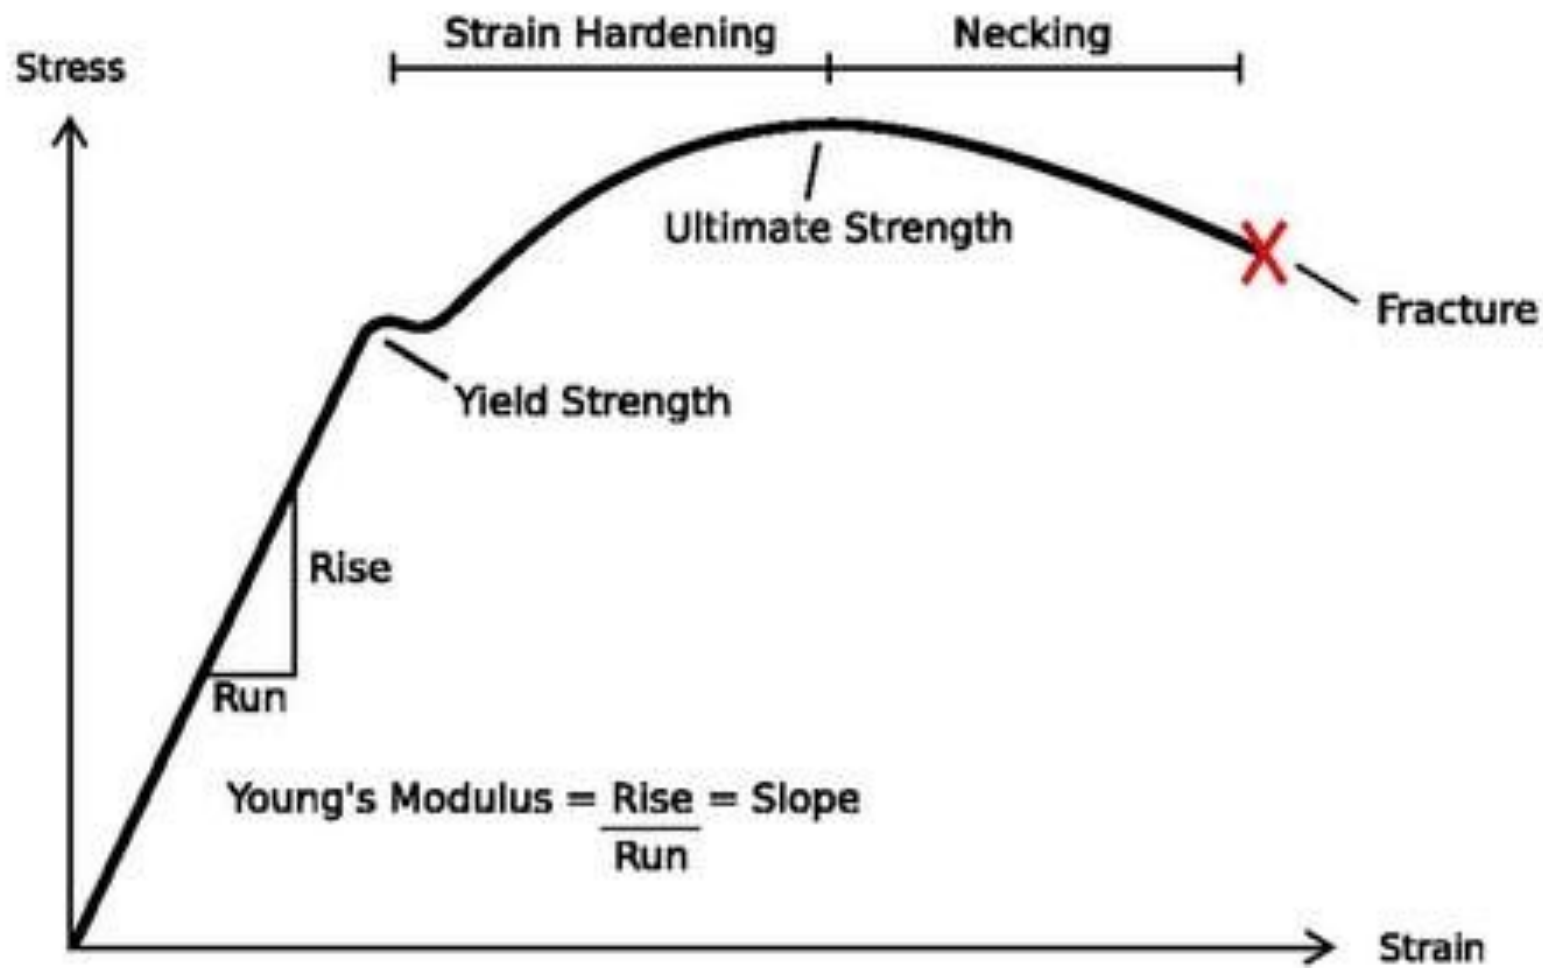 Strain Hardening
Necking
Stress
Ultimate Strength
Fracture
Yield Strength
Rise
Run
Young's Modulus = Rise = Slope
Run
Strain